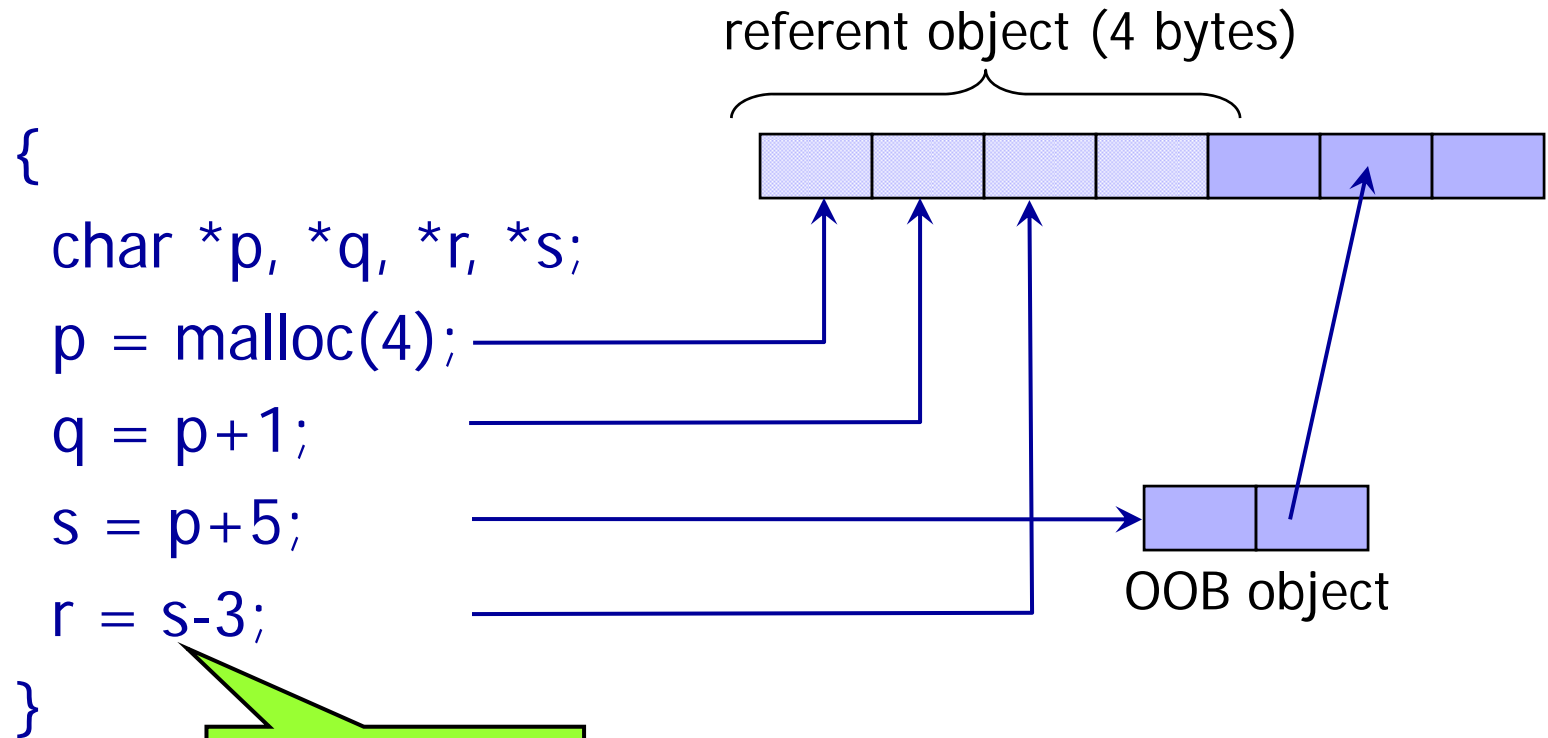 referent object (4 bytes)
{
char *p, *q, *r, *s;
p = malloc(4);
q = p+1;
s = p+5;
r = s-3;
}
OOB object